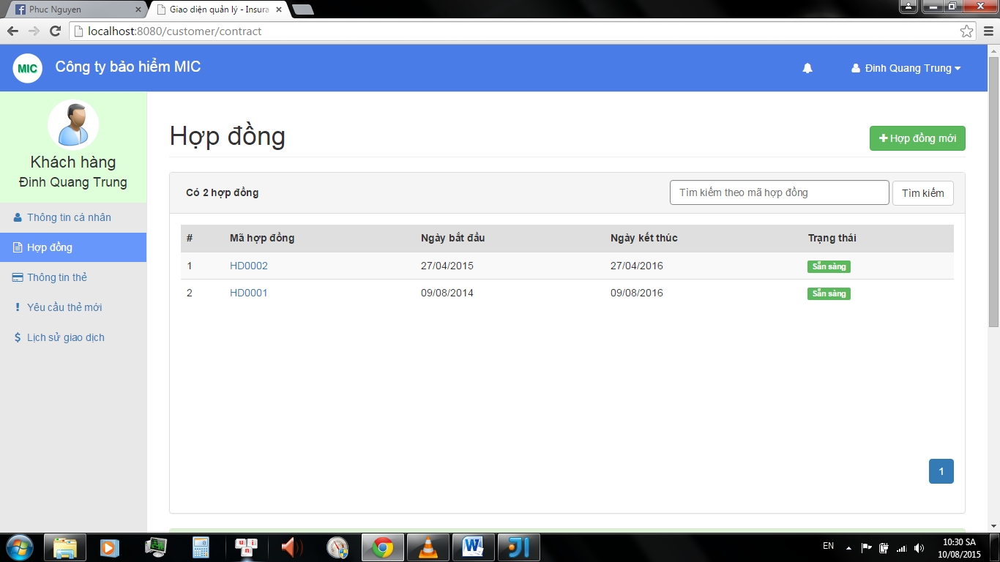 Phuc Nguyen
Giao diện quản lý - Insura
localhost:8080/customer/contract
MIC
Công ty bảo hiểm MIC
Đinh Quang Trung
Khách hàng
Đinh Quang Trung
Thông tin cá nhân
Hợp đồng
Thông tin thẻ
Yêu cầu thẻ mới
Lịch sử giao dịch
Hợp đồng
Hợp đồng mới
Có 2 hợp đồng
Tìm kiếm theo mã hợp đồng
Tìm kiếm
# Mã hợp đồng Ngày bắt đầu Ngày kết thúc Trạng thái
1 HD0002 27/04/2015 27/04/2016 Sẵn sàng
2 HD0001 09/08/2014 09/08/2016 Sẵn sàng
1
EN
10:30 SA
10/08/2015